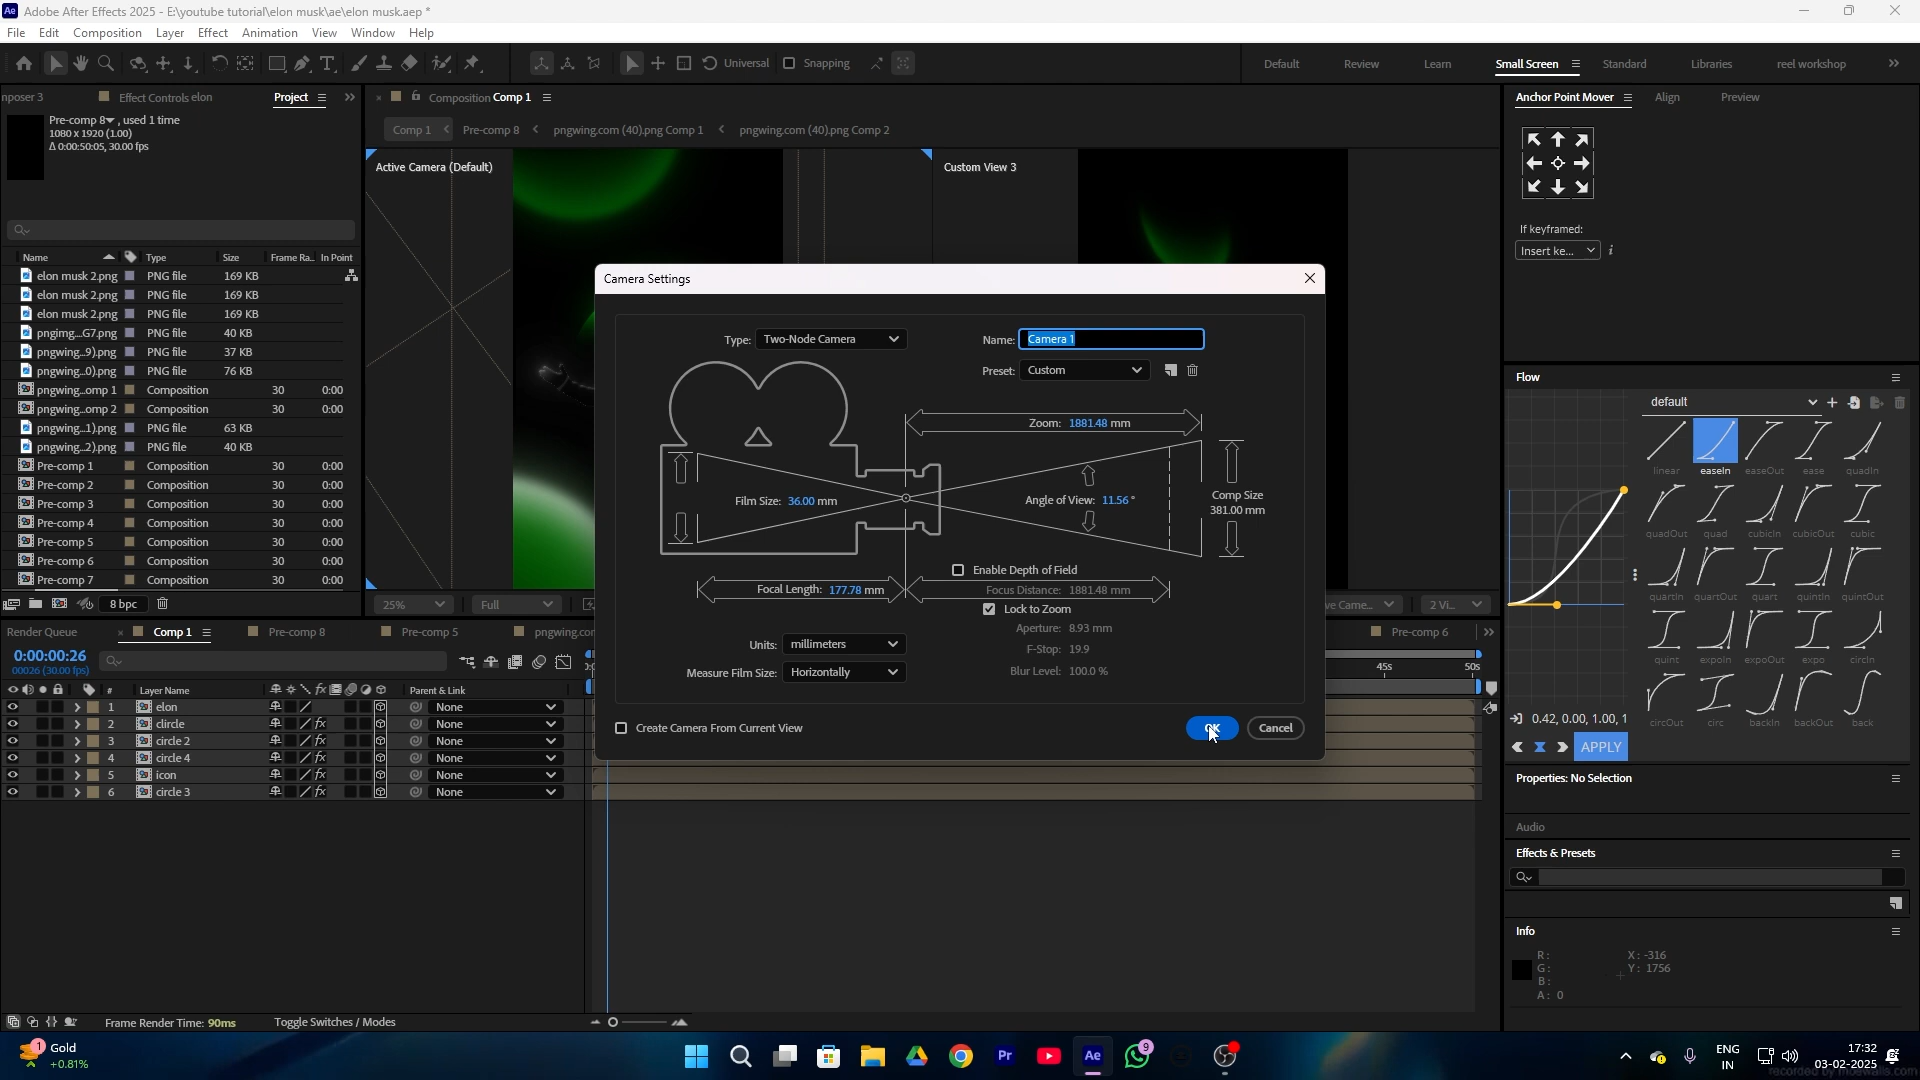 Adobe After Effects 2025 - E:\youtube tutorial\elon musk\ae\elon musk.aep *
File Edit Composition Layer Effect Animation View Window Help
Universal Snapping Default Review Learn Small Screen Standard Libraries reel workshop
nposer 3 Effect Controls elon Project Composition Comp 1 Anchor Point Mover Align Preview
Pre-comp 8, used 1 time
1080 x 1920 (1.00)
Δ 0:00:50:05, 30.00 fps
Comp 1 Pre-comp 8 pngwing.com (40).png Comp 1 pngwing.com (40).png Comp 2
Active Camera (Default) Custom View 3
If keyframed:
Insert ke...
Name Type Size Frame Ra... In Point
elon musk 2.png PNG file 169 KB
elon musk 2.png PNG file 169 KB
elon musk 2.png PNG file 169 KB
pngimg...G7.png PNG file 40 KB
pngwing...9).png PNG file 37 KB
pngwing...0).png PNG file 76 KB
pngwing...omp 1 Composition 30 0:00
pngwing...omp 2 Composition 30 0:00
pngwing...1).png PNG file 63 KB
pngwing...2).png PNG file 40 KB
Pre-comp 1 Composition 30 0:00
Pre-comp 2 Composition 30 0:00
Pre-comp 3 Composition 30 0:00
Pre-comp 4 Composition 30 0:00
Pre-comp 5 Composition 30 0:00
Pre-comp 6 Composition 30 0:00
Pre-comp 7 Composition 30 0:00
8 bpc
25% Full ve Came... 2 Vi...
Camera Settings
Type: Two-Node Camera Name: Camera 1
Preset: Custom
Zoom: 1881.48 mm
Film Size: 36.00 mm Angle of View: 11.56 °
Comp Size
381.00 mm
Enable Depth of Field
Focal Length: 177.78 mm Focus Distance: 1881.48 mm
Lock to Zoom
Aperture: 8.93 mm
Units: millimeters F-Stop: 19.9
Measure Film Size: Horizontally Blur Level: 100.0 %
Create Camera From Current View OK Cancel
Flow
default
linear easeIn easeOut ease quadIn
quadOut quad cubicIn cubicOut cubic
quartIn quartOut quart quintIn quintOut
quint expoIn expoOut expo circIn
circOut circ backIn backOut back
0.42, 0.00, 1.00, 1
APPLY
Properties: No Selection
Audio
Effects & Presets
Info
R: X: -316
G: Y: 1756
B:
A: 0
Render Queue Comp 1 Pre-comp 8 Pre-comp 5 pngwing.cor Pre-comp 6
0:00:00:26
00026 (30.00 fps)
45s 50s
# Layer Name Parent & Link
1 elon None
2 clircle None
3 circle 2 None
4 circle 4 None
5 icon None
6 circle 3 None
Frame Render Time: 90ms Toggle Switches / Modes
1 Gold
+0.81%
Pr Ae 9
ENG
IN
17:32
03-02-2025